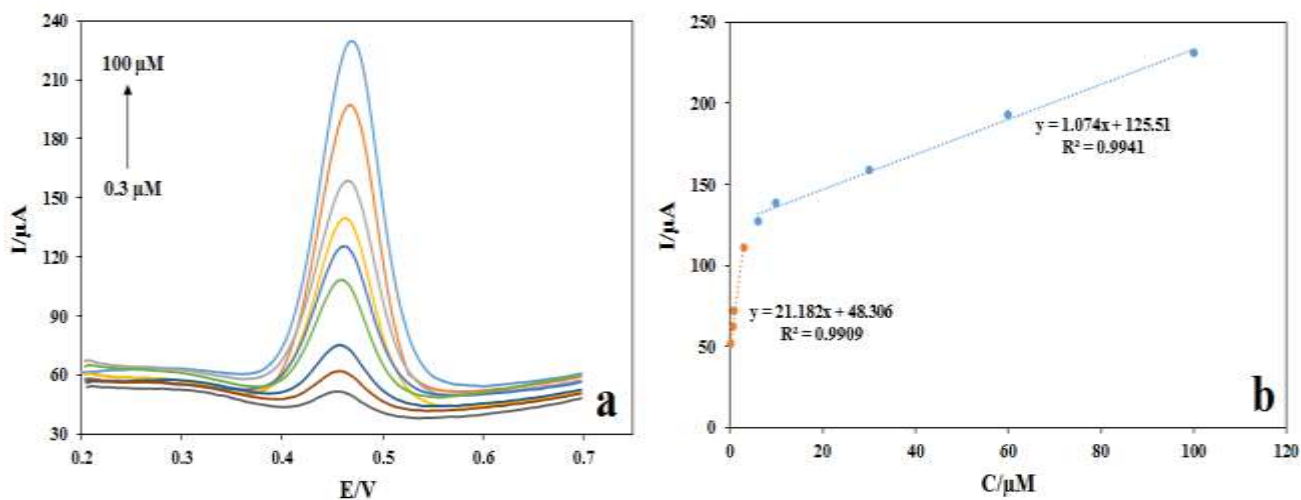 240
210
180
150
120
90
60
30
I/µA
100 µM
0.3 µM
a
0.2
0.3
0.4
0.5
0.6
0.7
E/V
250
200
150
100
50
0
I/µA
y = 1.074x + 125.51
R² = 0.9941
y = 21.182x + 48.306
R² = 0.9909
b
0
20
40
60
80
100
120
C/µM